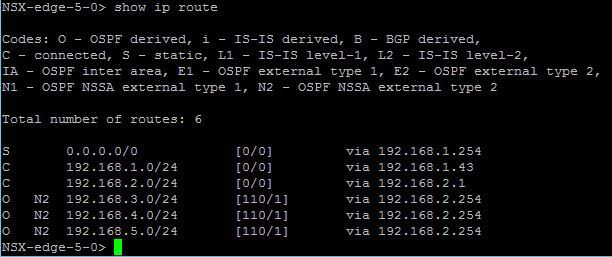 NSX-edge-5-0> show ip route
Codes: O - OSPF derived, i - IS-IS derived, B - BGP derived,
C - connected, S - static, L1 - IS-IS level-1, L2 - IS-IS level-2,
IA - OSPF inter area, E1 - OSPF external type 1, E2 - OSPF external type 2,
N1 - OSPF NSSA external type 1, N2 - OSPF NSSA external type 2
Total number of routes: 6
S 0.0.0.0/0 [0/0] via 192.168.1.254
C 192.168.1.0/24 [0/0] via 192.168.1.43
C 192.168.2.0/24 [0/0] via 192.168.2.1
O N2 192.168.3.0/24 [110/1] via 192.168.2.254
O N2 192.168.4.0/24 [110/1] via 192.168.2.254
O N2 192.168.5.0/24 [110/1] via 192.168.2.254
NSX-edge-5-0>